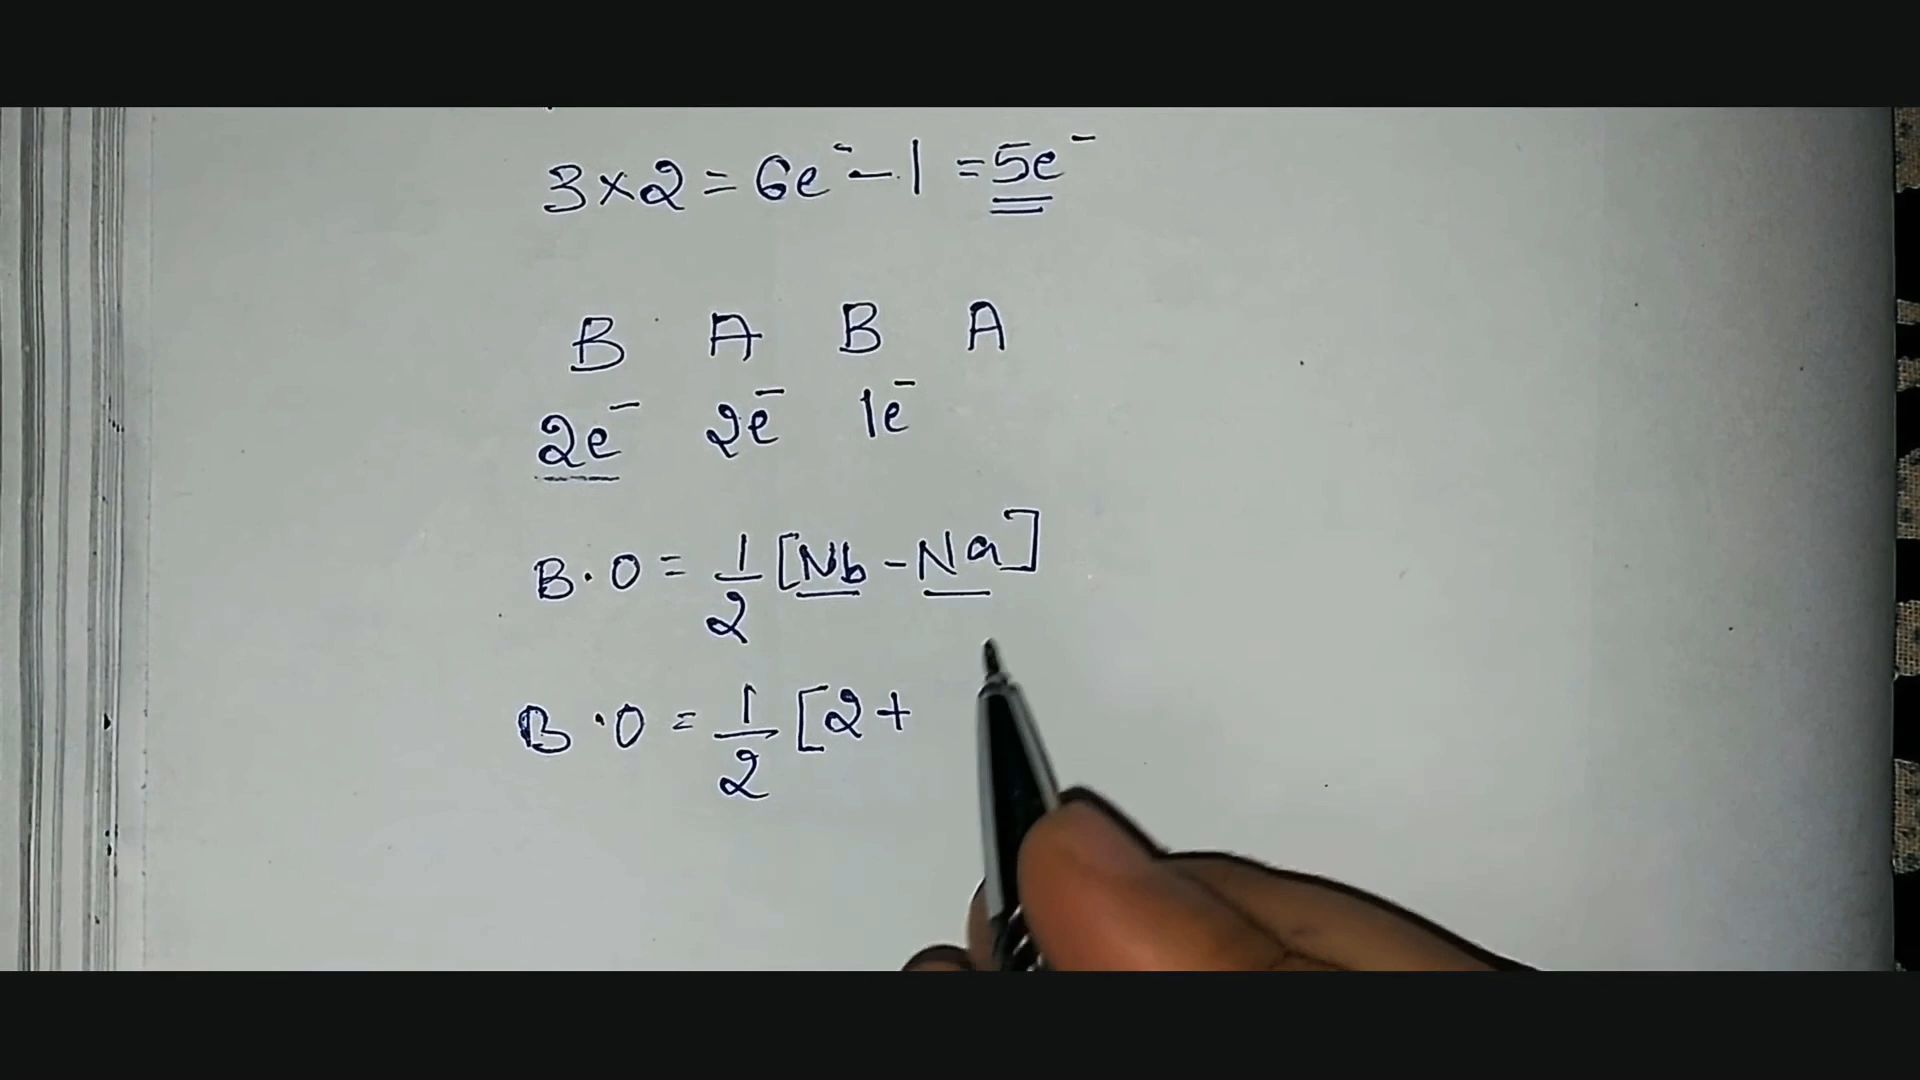 3×2 = 6e⁻ - 1 = 5e⁻
B A B A
2e⁻ 2e⁻ 1e⁻
B·O = 1/2 [Nb - Na]
B·O = 1/2 [2+